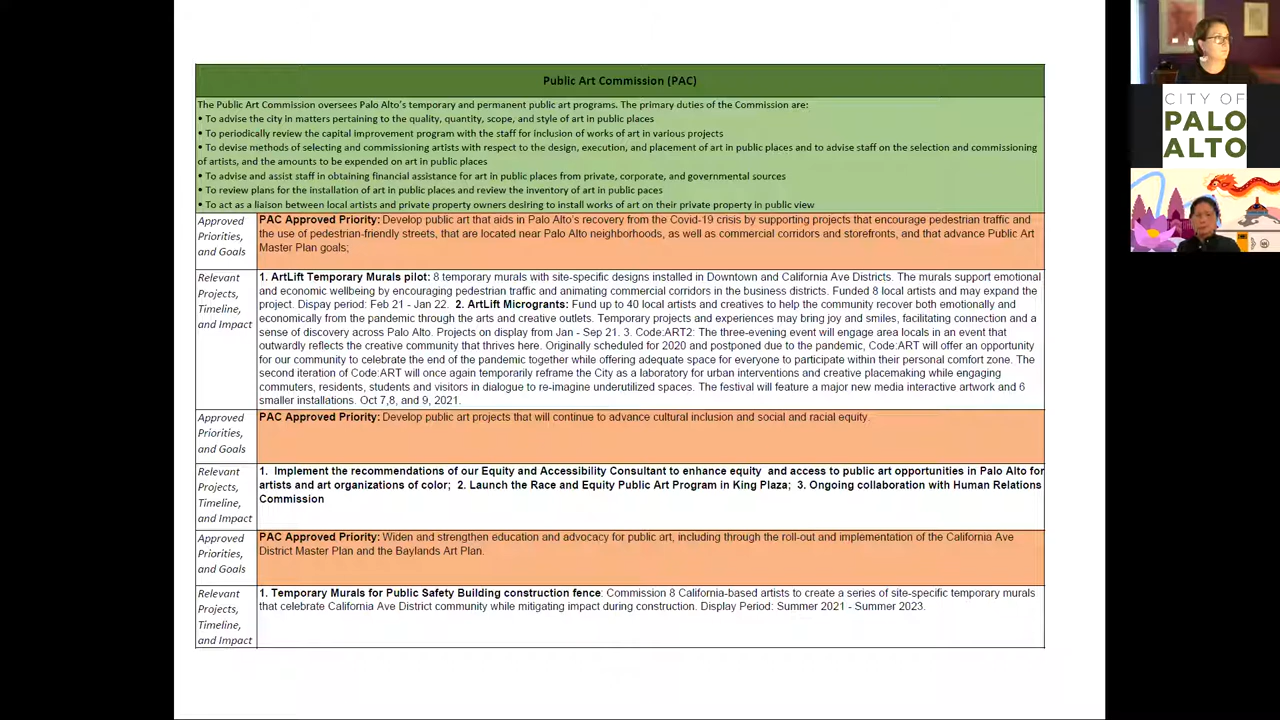 Public Art Commission (PAC)
The Public Art Commission oversees Palo Alto's temporary and permanent public art programs. The primary duties of the Commission are:
• To advise the city in matters pertaining to the quality, quantity, scope, and style of art in public places
• To periodically review the capital improvement program with the staff for inclusion of works of art in various projects
• To devise methods of selecting and commissioning artists with respect to the design, execution, and placement of art in public places and to advise staff on the selection and commissioning
of artists, and the amounts to be expended on art in public places
• To advise and assist staff in obtaining financial assistance for art in public places from private, corporate, and governmental sources
• To review plans for the installation of art in public places and review the inventory of art in public paces
• To act as a liaison between local artists and private property owners desiring to install works of art on their private property in public view
Approved
Priorities,
and Goals
PAC Approved Priority: Develop public art that aids in Palo Alto's recovery from the Covid-19 crisis by supporting projects that encourage pedestrian traffic and
the use of pedestrian-friendly streets, that are located near Palo Alto neighborhoods, as well as commercial corridors and storefronts, and that advance Public Art
Master Plan goals;
Relevant
Projects,
Timeline,
and Impact
1. ArtLift Temporary Murals pilot: 8 temporary murals with site-specific designs installed in Downtown and California Ave Districts. The murals support emotional
and economic wellbeing by encouraging pedestrian traffic and animating commercial corridors in the business districts. Funded 8 local artists and may expand the
project. Dispay period: Feb 21 - Jan 22. 2. ArtLift Microgrants: Fund up to 40 local artists and creatives to help the community recover both emotionally and
economically from the pandemic through the arts and creative outlets. Temporary projects and experiences may bring joy and smiles, facilitating connection and a
sense of discovery across Palo Alto. Projects on display from Jan - Sep 21. 3. Code:ART2: The three-evening event will engage area locals in an event that
outwardly reflects the creative community that thrives here. Originally scheduled for 2020 and postponed due to the pandemic, Code:ART will offer an opportunity
for our community to celebrate the end of the pandemic together while offering adequate space for everyone to participate within their personal comfort zone. The
second iteration of Code:ART will once again temporarily reframe the City as a laboratory for urban interventions and creative placemaking while engaging
commuters, residents, students and visitors in dialogue to re-imagine underutilized spaces. The festival will feature a major new media interactive artwork and 6
smaller installations. Oct 7,8, and 9, 2021.
Approved
Priorities,
and Goals
PAC Approved Priority: Develop public art projects that will continue to advance cultural inclusion and social and racial equity.
Relevant
Projects,
Timeline,
and Impact
1. Implement the recommendations of our Equity and Accessibility Consultant to enhance equity and access to public art opportunities in Palo Alto for
artists and art organizations of color; 2. Launch the Race and Equity Public Art Program in King Plaza; 3. Ongoing collaboration with Human Relations
Commission
Approved
Priorities,
and Goals
PAC Approved Priority: Widen and strengthen education and advocacy for public art, including through the roll-out and implementation of the California Ave
District Master Plan and the Baylands Art Plan.
Relevant
Projects,
Timeline,
and Impact
1. Temporary Murals for Public Safety Building construction fence: Commission 8 California-based artists to create a series of site-specific temporary murals
that celebrate California Ave District community while mitigating impact during construction. Display Period: Summer 2021 - Summer 2023.
CITY OF
PALO
ALTO